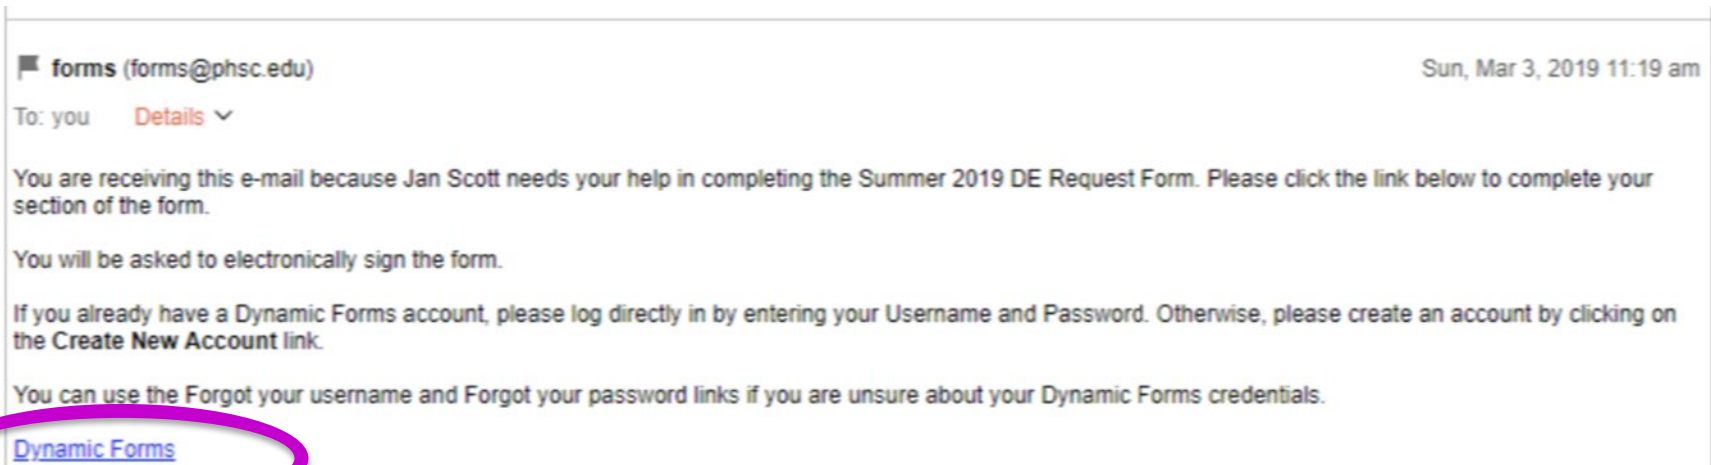 forms (forms@phsc.edu) Sun, Mar 3, 2019 11:19 am
To: you Details
You are receiving this e-mail because Jan Scott needs your help in completing the Summer 2019 DE Request Form. Please click the link below to complete your
section of the form.
You will be asked to electronically sign the form.
If you already have a Dynamic Forms account, please log directly in by entering your Username and Password. Otherwise, please create an account by clicking on
the Create New Account link.
You can use the Forgot your username and Forgot your password links if you are unsure about your Dynamic Forms credentials.
Dynamic Forms